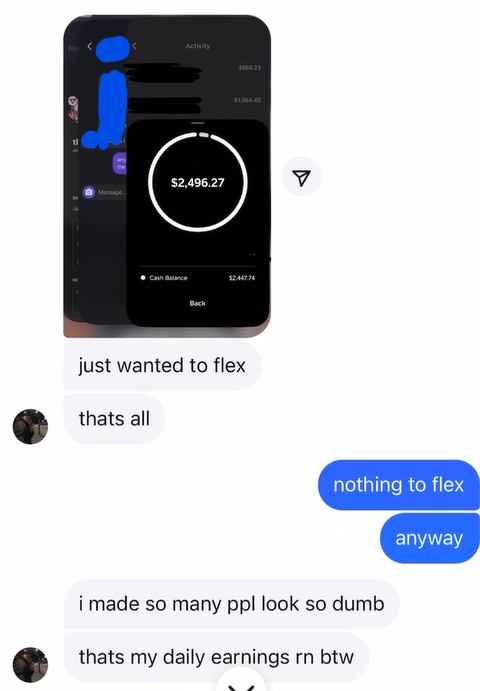 Activity
$869.23
$1,064.45
$2,496.27
Message...
Cash Balance
$2,447.74
Back
just wanted to flex
thats all
nothing to flex
anyway
i made so many ppl look so dumb
thats my daily earnings rn btw